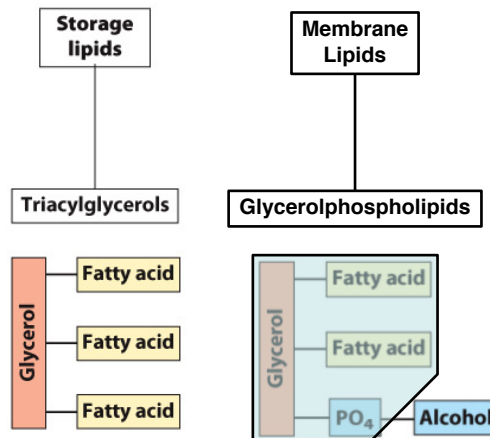 Storage
lipids
Membrane
Lipids
Triacylglycerols
Glycerolphospholipids
Glycerol
Fatty acid
Fatty acid
Fatty acid
Glycerol
Fatty acid
Fatty acid
PO₄
Alcohol